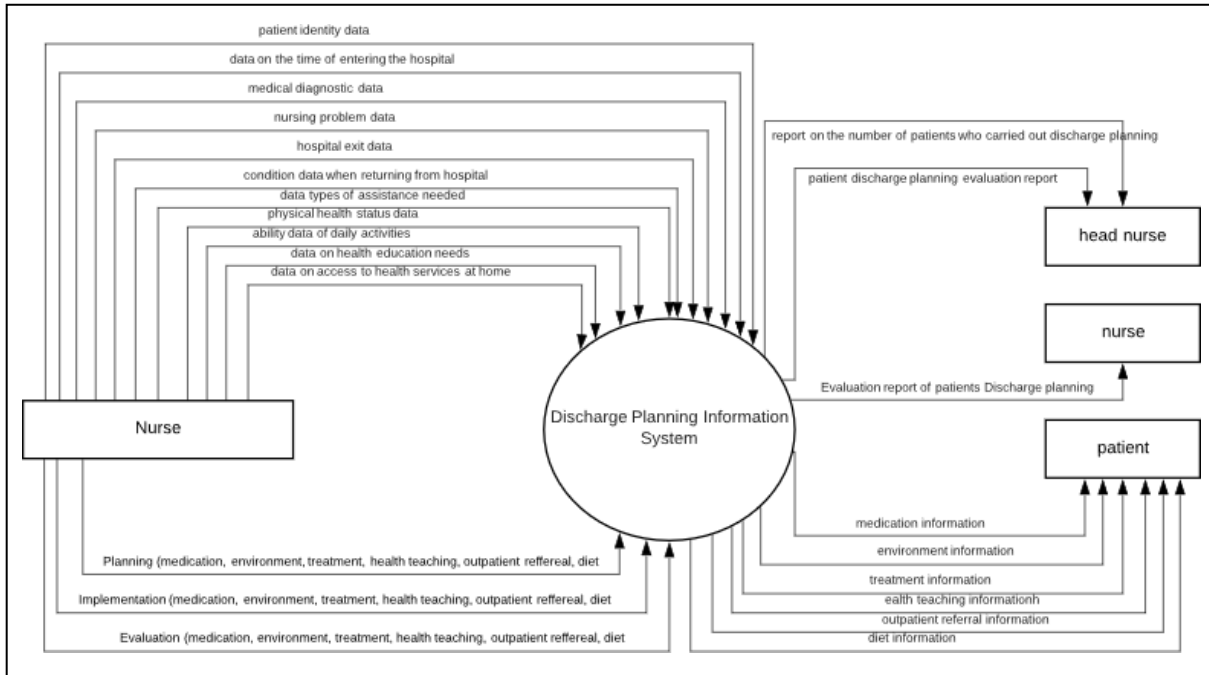 patient identity data
data on the time of entering the hospital
medical diagnostic data
nursing problem data
hospital exit data
condition data when returning from hospital
data types of assistance needed
physical health status data
ability data of daily activities
data on health education needs
data on access to health services at home
report on the number of patients who carried out discharge planning
patient discharge planning evaluation report
head nurse
nurse
Evaluation report of patients Discharge planning
Nurse
Discharge Planning Information
System
patient
medication information
environment information
treatment information
ealth teaching informationh
outpatient referral information
diet information
Planning (medication, environment, treatment, health teaching, outpatient reffereal, diet
Implementation (medication, environment, treatment, health teaching, outpatient reffereal, diet
Evaluation (medication, environment, treatment, health teaching, outpatient reffereal, diet